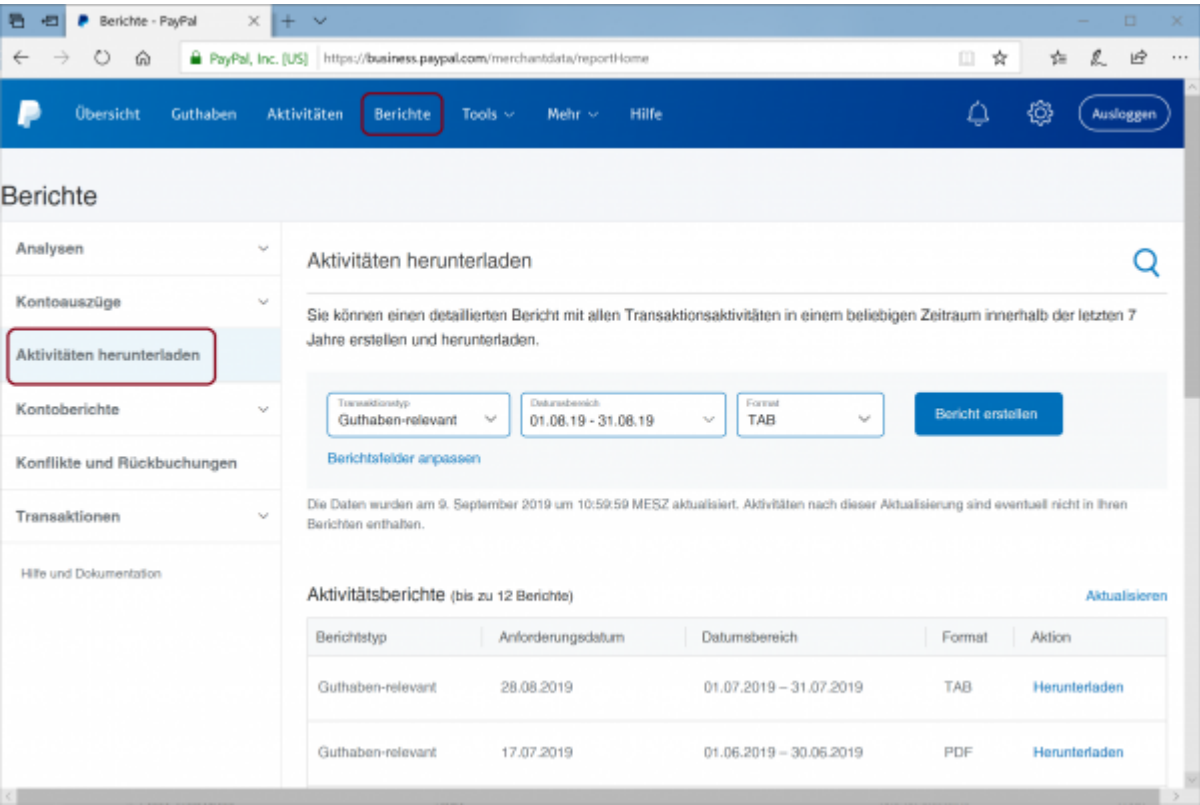 Berichte - PayPal
PayPal, Inc. [US] https://business.paypal.com/merchantdata/reportHome
Übersicht Guthaben Aktivitäten Berichte Tools Mehr Hilfe Ausloggen
Berichte
Analysen
Kontoauszüge
Aktivitäten herunterladen
Kontoberichte
Konflikte und Rückbuchungen
Transaktionen
Hilfe und Dokumentation
Aktivitäten herunterladen
Sie können einen detaillierten Bericht mit allen Transaktionsaktivitäten in einem beliebigen Zeitraum innerhalb der letzten 7
Jahre erstellen und herunterladen.
Transaktionstyp Datumsbereich Format
Guthaben-relevant 01.08.19 - 31.08.19 TAB Bericht erstellen
Berichtsfelder anpassen
Die Daten wurden am 9. September 2019 um 10:59:59 MESZ aktualisiert. Aktivitäten nach dieser Aktualisierung sind eventuell nicht in Ihren
Berichten enthalten.
Aktivitätsberichte (bis zu 12 Berichte) Aktualisieren
Berichtstyp Anforderungsdatum Datumsbereich Format Aktion
Guthaben-relevant 28.08.2019 01.07.2019 – 31.07.2019 TAB Herunterladen
Guthaben-relevant 17.07.2019 01.06.2019 – 30.06.2019 PDF Herunterladen